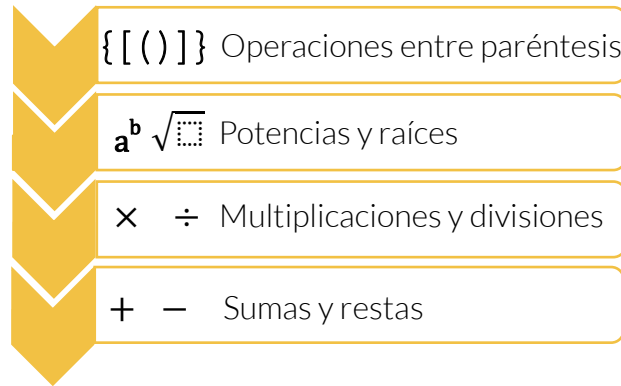 { [ ( ) ] } Operaciones entre paréntesis
aᵇ √⬚ Potencias y raíces
× ÷ Multiplicaciones y divisiones
+ − Sumas y restas